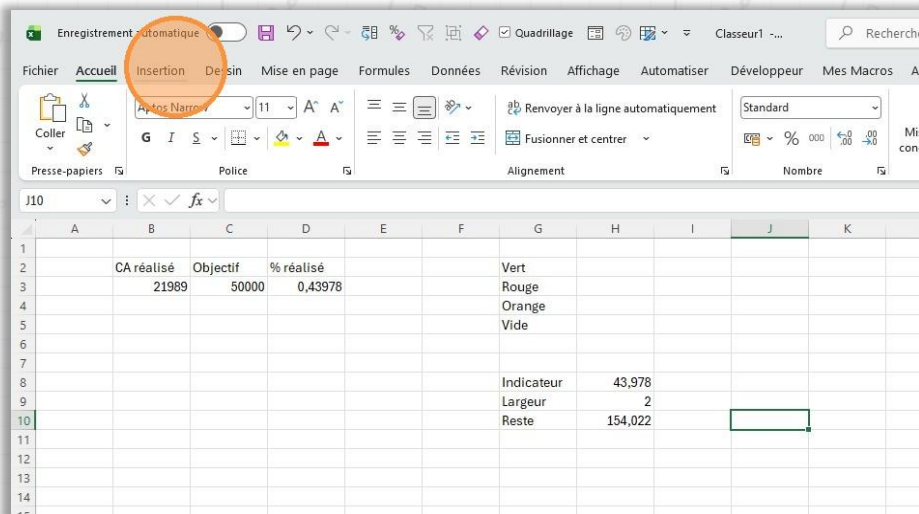 Enregistrement automatique Quadrillage Classeur1 -... Recherche
Fichier Accueil Insertion Dessin Mise en page Formules Données Révision Affichage Automatiser Développeur Mes Macros A
Coller Aptos Narrow 11 Renvoyer à la ligne automatiquement Standard
G I S A Fusionner et centrer % 000 Mi
con
Presse-papiers Police Alignement Nombre
J10 fx
A B C D E F G H I J K
1
2 CA réalisé Objectif % réalisé Vert
3 21989 50000 0,43978 Rouge
4 Orange
5 Vide
6
7
8 Indicateur 43,978
9 Largeur 2
10 Reste 154,022
11
12
13
14